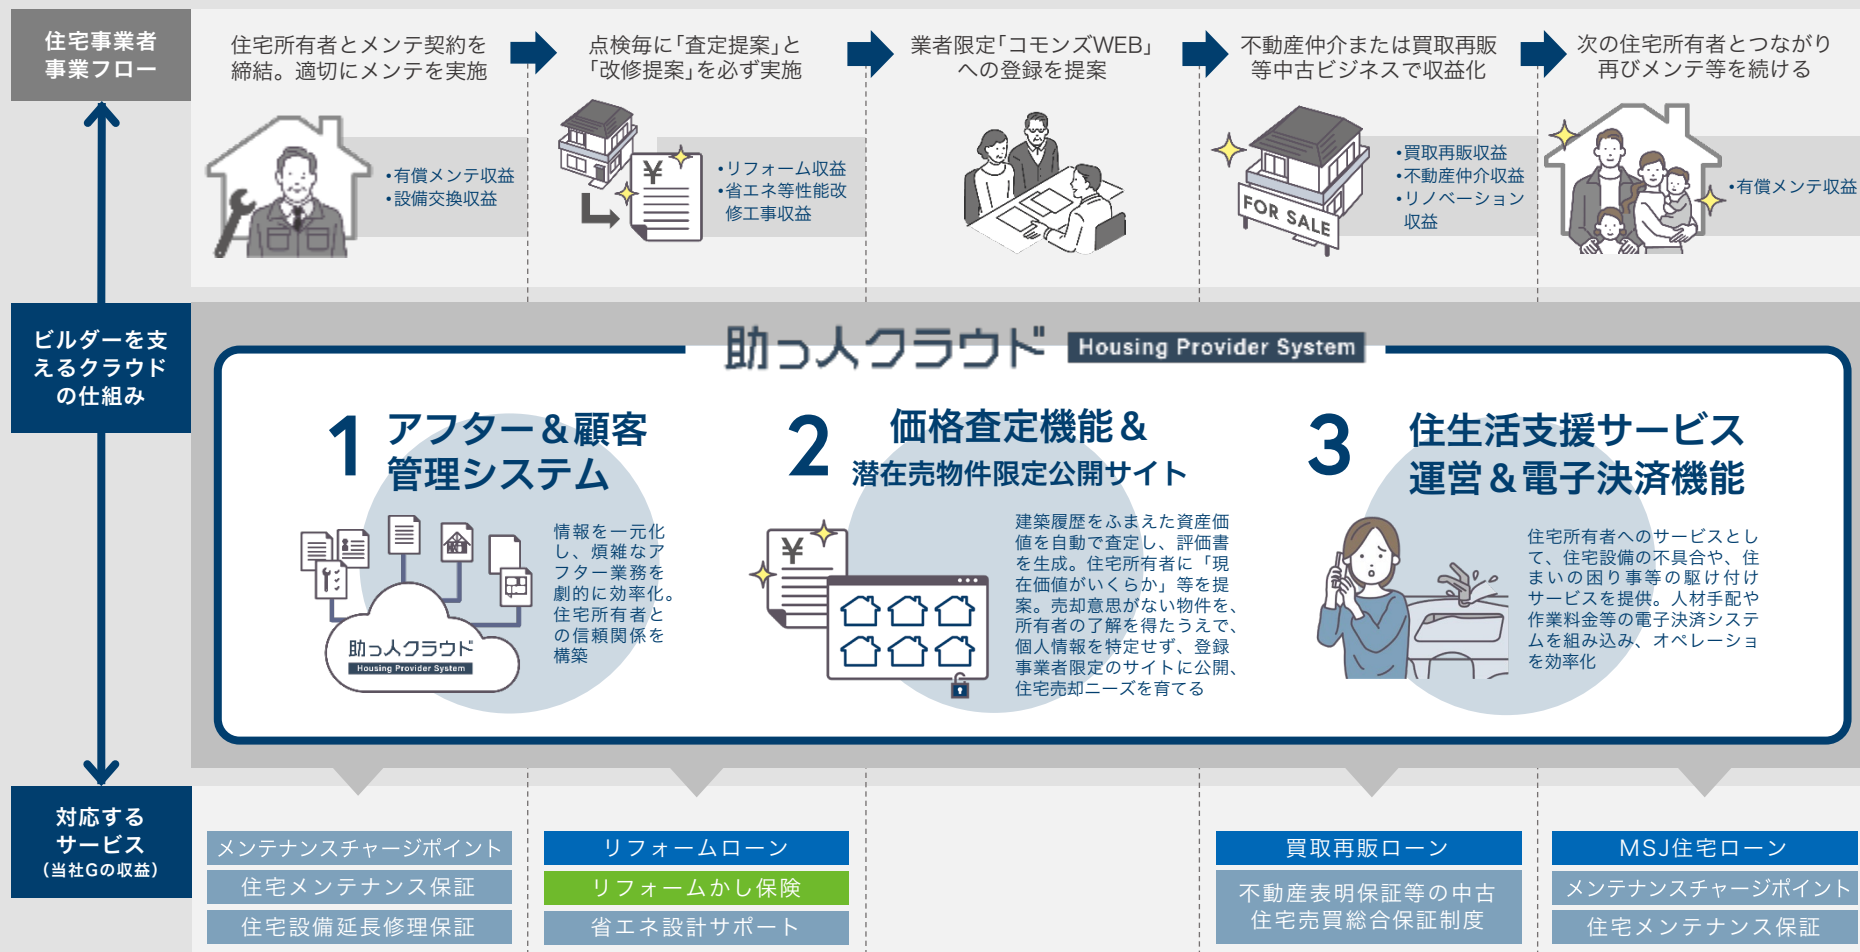 住宅事業者
事業フロー
住宅所有者とメンテ契約を
締結。適切にメンテを実施
・有償メンテ収益
・設備交換収益
点検毎に「査定提案」と
「改修提案」を必ず実施
¥
・リフォーム収益
・省エネ等性能改
修工事収益
業者限定「コモンズWEB」
への登録を提案
不動産仲介または買取再販
等中古ビジネスで収益化
FOR SALE
・買取再販収益
・不動産仲介収益
・リノベーション
収益
次の住宅所有者とつながり
再びメンテ等を続ける
・有償メンテ収益
ビルダーを支
えるクラウド
の仕組み
助っ人クラウド Housing Provider System
1 アフター&顧客
管理システム
助っ人クラウド
Housing Provider System
情報を一元化
し、煩雑なア
フター業務を
劇的に効率化。
住宅所有者と
の信頼関係を
構築
2 価格査定機能&
潜在売物件限定公開サイト
¥
建築履歴をふまえた資産価
値を自動で査定し、評価書
を生成。住宅所有者に「現
在価値がいくらか」等を提
案。売却意思がない物件を、
所有者の了解を得たうえで、
個人情報を特定せず、登録
事業者限定のサイトに公開、
住宅売却ニーズを育てる
3 住生活支援サービス
運営&電子決済機能
住宅所有者へのサービスとし
て、住宅設備の不具合や、住
まいの困り事等の駆け付け
サービスを提供。人材手配や
作業料金等の電子決済システ
ムを組み込み、オペレーショ
を効率化
対応する
サービス
(当社Gの収益)
メンテナンスチャージポイント
住宅メンテナンス保証
住宅設備延長修理保証
リフォームローン
リフォームかし保険
省エネ設計サポート
買取再販ローン
不動産表明保証等の中古
住宅売買総合保証制度
MSJ住宅ローン
メンテナンスチャージポイント
住宅メンテナンス保証